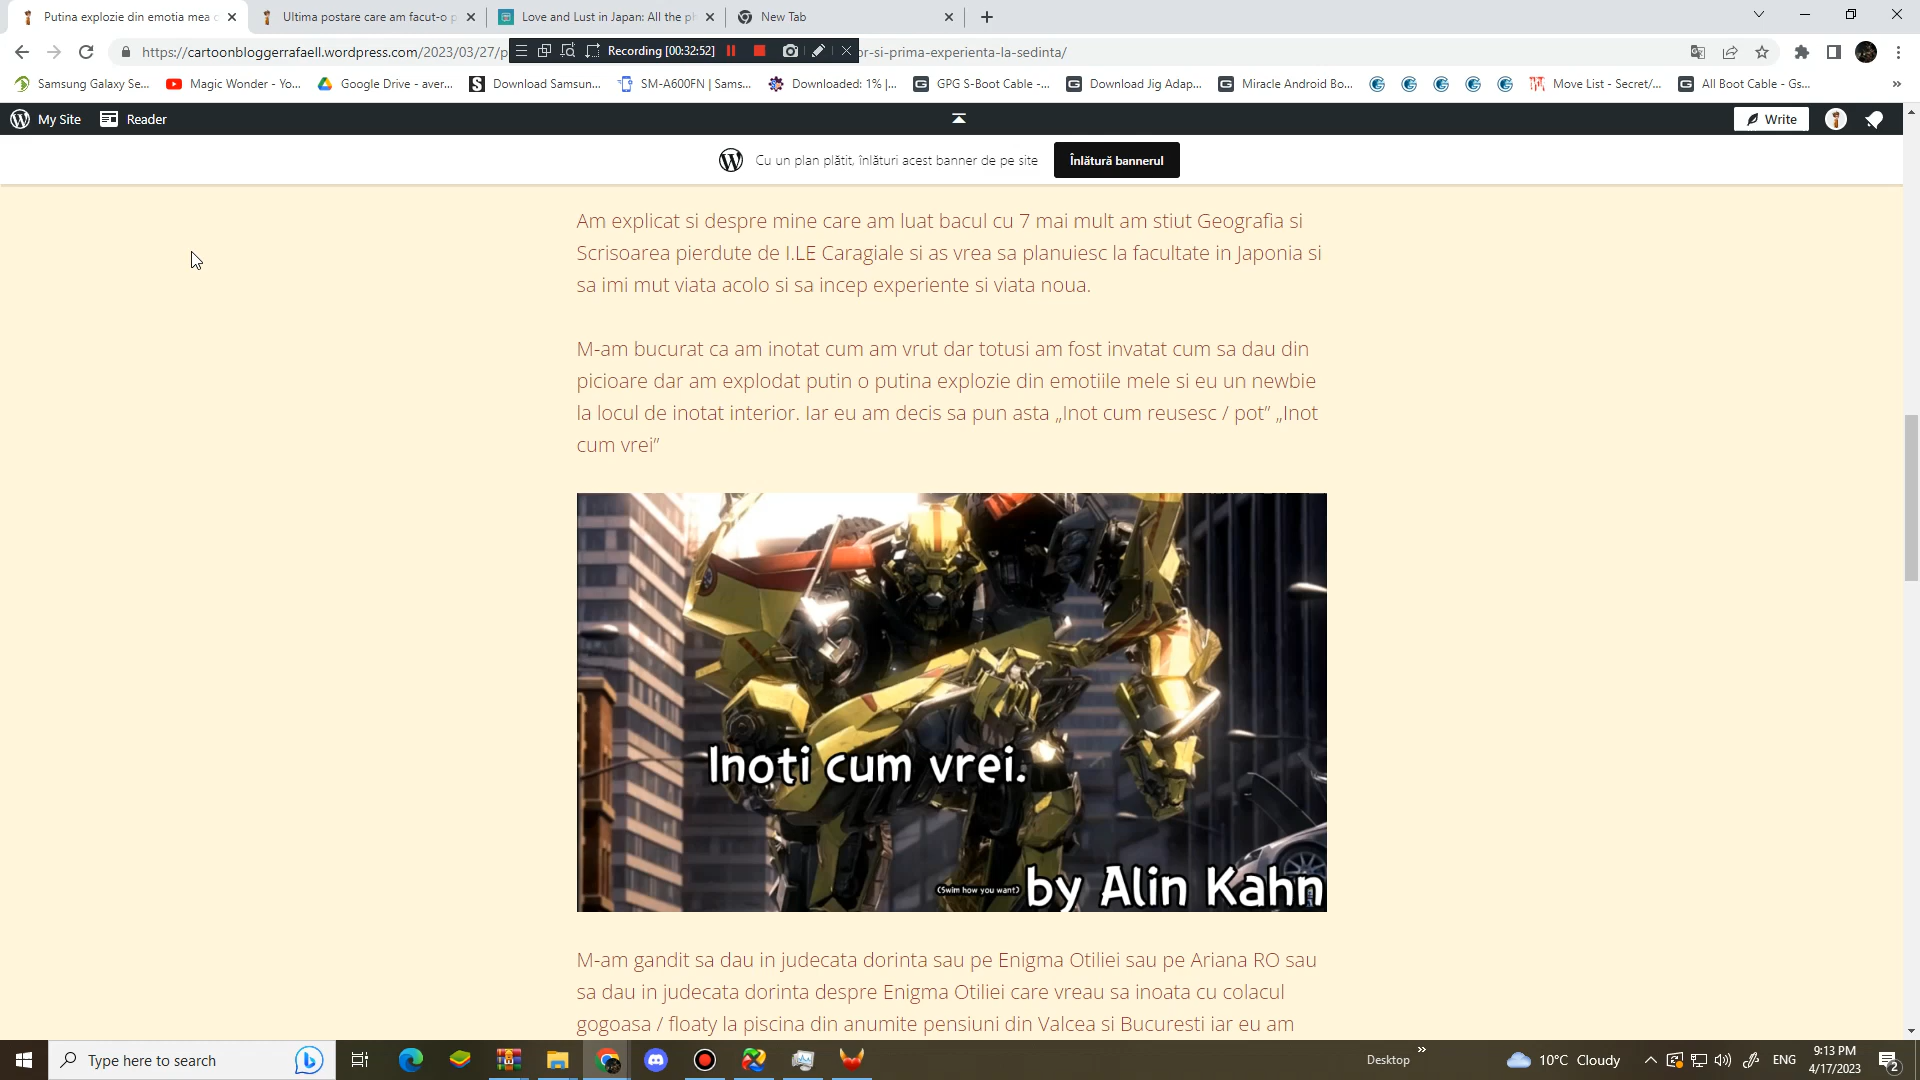 Putina explozie din emotia mea c
Ultima postare care am facut-o p
Love and Lust in Japan: All the ph
New Tab
https://cartoonbloggerrafaell.wordpress.com/2023/03/27/p
Recording [00:32:52]
or-si-prima-experienta-la-sedinta/
Samsung Galaxy Se...
Magic Wonder - Yo...
Google Drive - aver...
Download Samsun...
SM-A600FN | Sams...
Downloaded: 1% |...
GPG S-Boot Cable -...
Download Jig Adap...
Miracle Android Bo...
Move List - Secret/...
All Boot Cable - Gs...
My Site
Reader
Write
Cu un plan plătit, înlături acest banner de pe site
Înlătură bannerul
Am explicat si despre mine care am luat bacul cu 7 mai mult am stiut Geografia si
Scrisoarea pierdute de I.LE Caragiale si as vrea sa planuiesc la facultate in Japonia si
sa imi mut viata acolo si sa incep experiente si viata noua.
M-am bucurat ca am inotat cum am vrut dar totusi am fost invatat cum sa dau din
picioare dar am explodat putin o putina explozie din emotiile mele si eu un newbie
la locul de inotat interior. Iar eu am decis sa pun asta „Inot cum reusesc / pot” „Inot
cum vrei”
Inoti cum vrei.
(Swim how you want)
by Alin Kahn
M-am gandit sa dau in judecata dorinta sau pe Enigma Otiliei sau pe Ariana RO sau
sa dau in judecata dorinta despre Enigma Otiliei care vreau sa inoata cu colacul
gogoasa / floaty la piscina din anumite pensiuni din Valcea si Bucuresti iar eu am
Type here to search
Desktop
10°C Cloudy
ENG
9:13 PM
4/17/2023
2